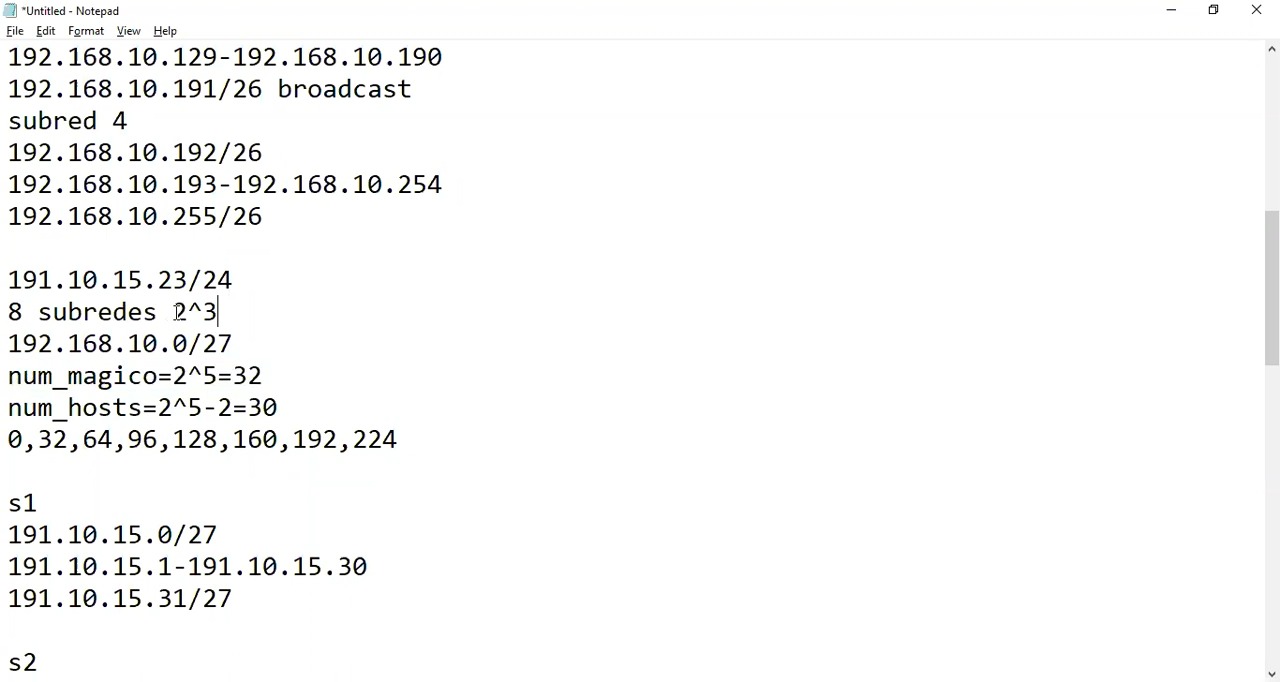 *Untitled - Notepad
File Edit Format View Help
192.168.10.129-192.168.10.190
192.168.10.191/26 broadcast
subred 4
192.168.10.192/26
192.168.10.193-192.168.10.254
192.168.10.255/26
191.10.15.23/24
8 subredes 2^3
192.168.10.0/27
num_magico=2^5=32
num_hosts=2^5-2=30
0,32,64,96,128,160,192,224
s1
191.10.15.0/27
191.10.15.1-191.10.15.30
191.10.15.31/27
s2